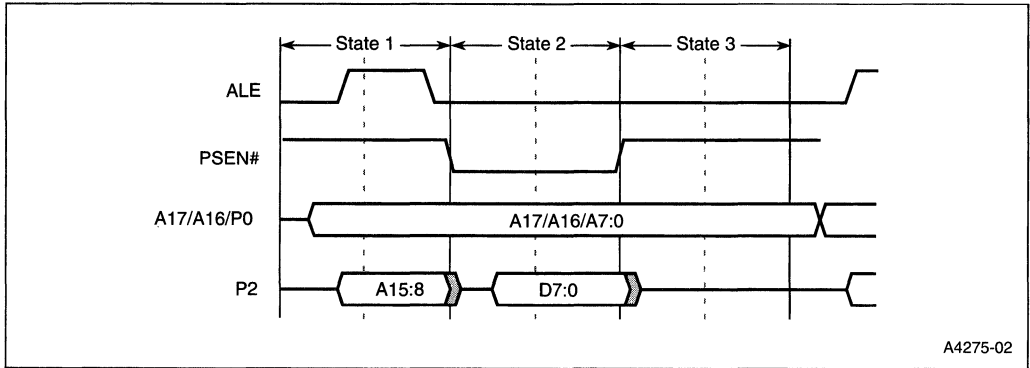 State 1 State 2 State 3
ALE
PSEN#
A17/A16/P0 A17/A16/A7:0
P2 A15:8 D7:0
A4275-02